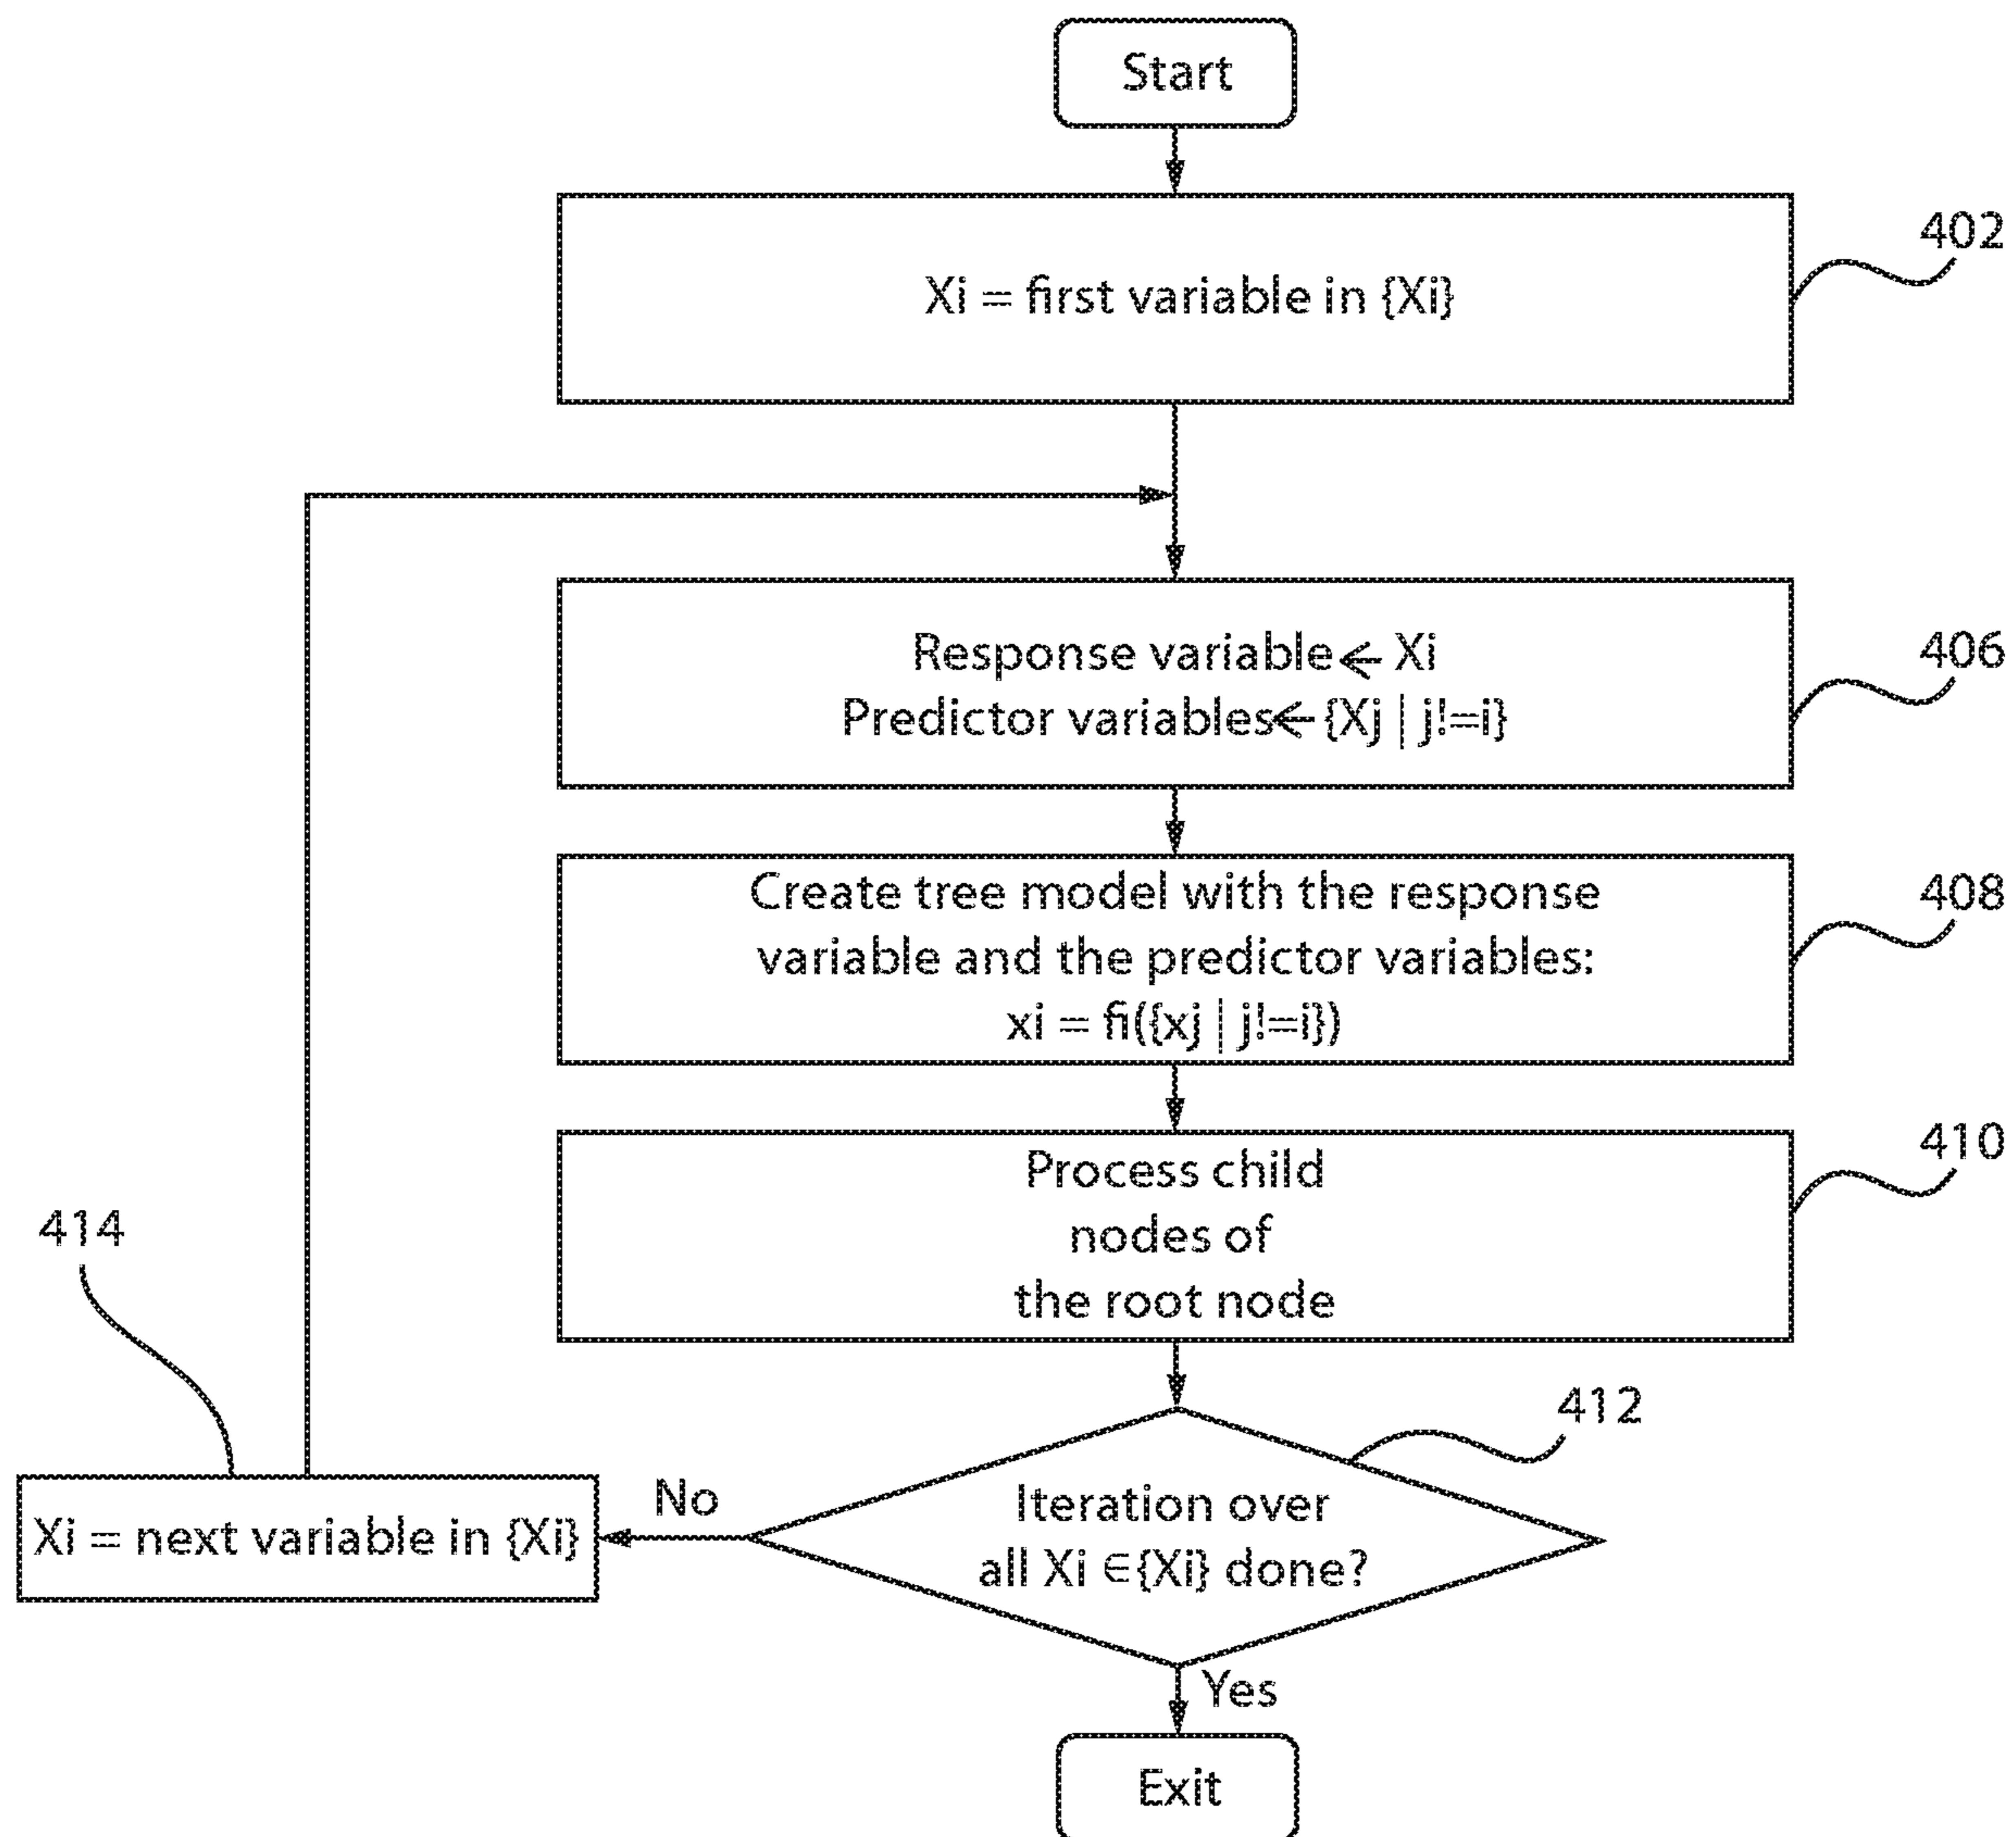 Start
Xi = first variable in {Xi}
402
Response variable← Xi
Predictor variables← {Xj | j!=i}
406
Create tree model with the response
variable and the predictor variables:
xi = fi({xj | j!=i})
408
Process child
nodes of
the root node
410
414
412
Xi = next variable in {Xi}
No
Iteration over
all Xi ∈{Xi} done?
Yes
Exit